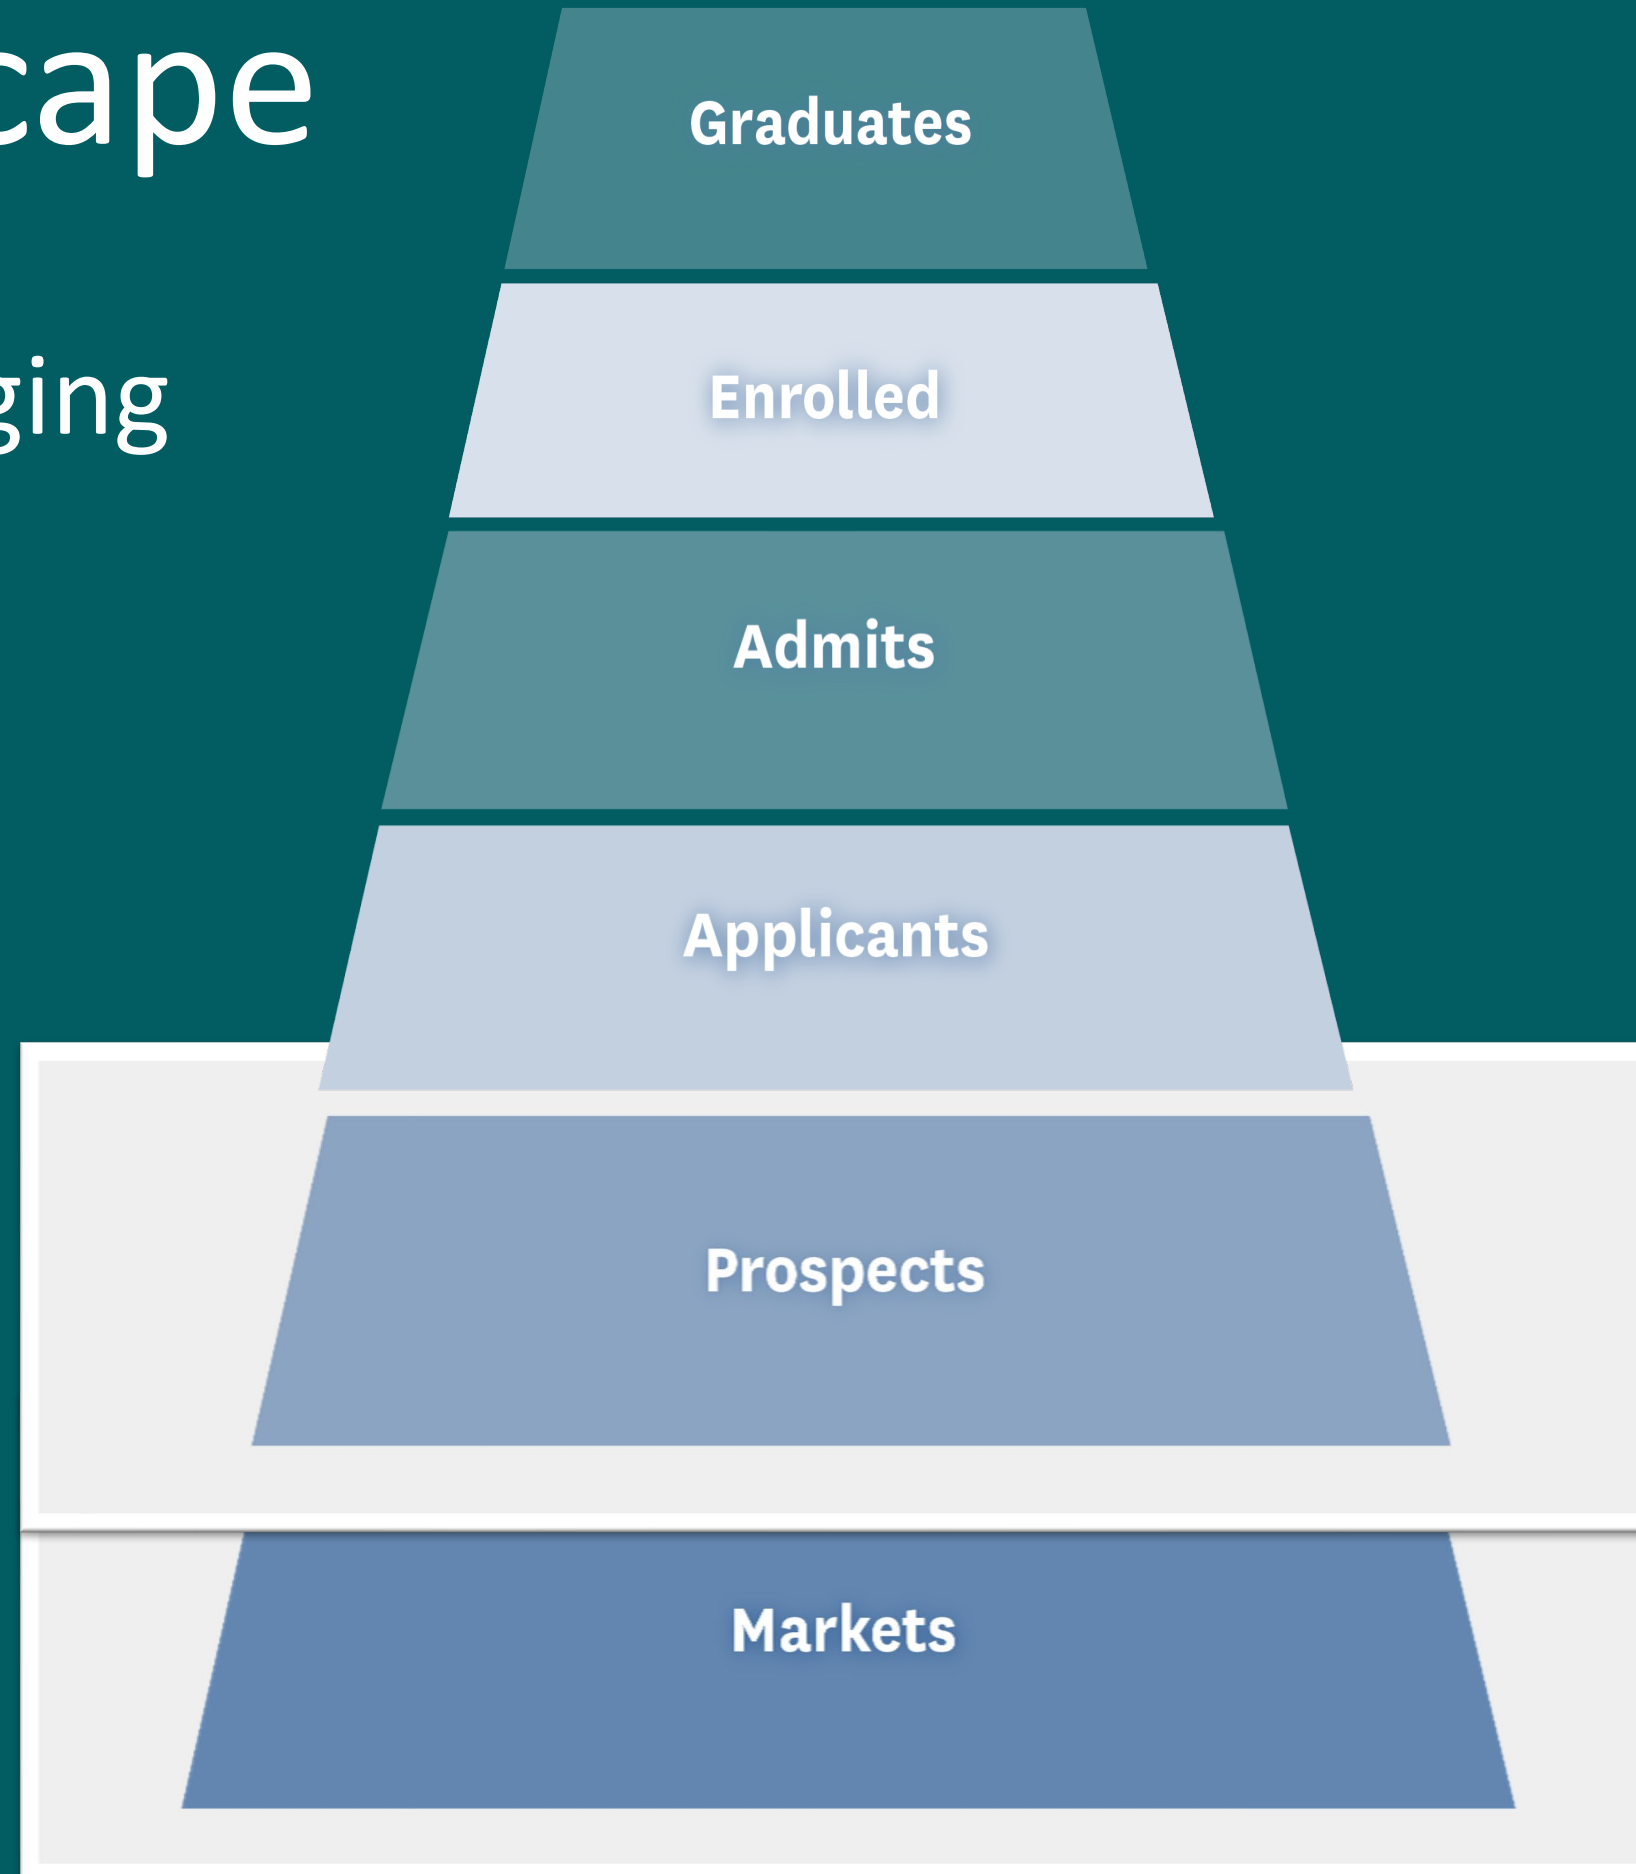 cape
ging
Graduates
Enrolled
Admits
Applicants
Prospects
Markets